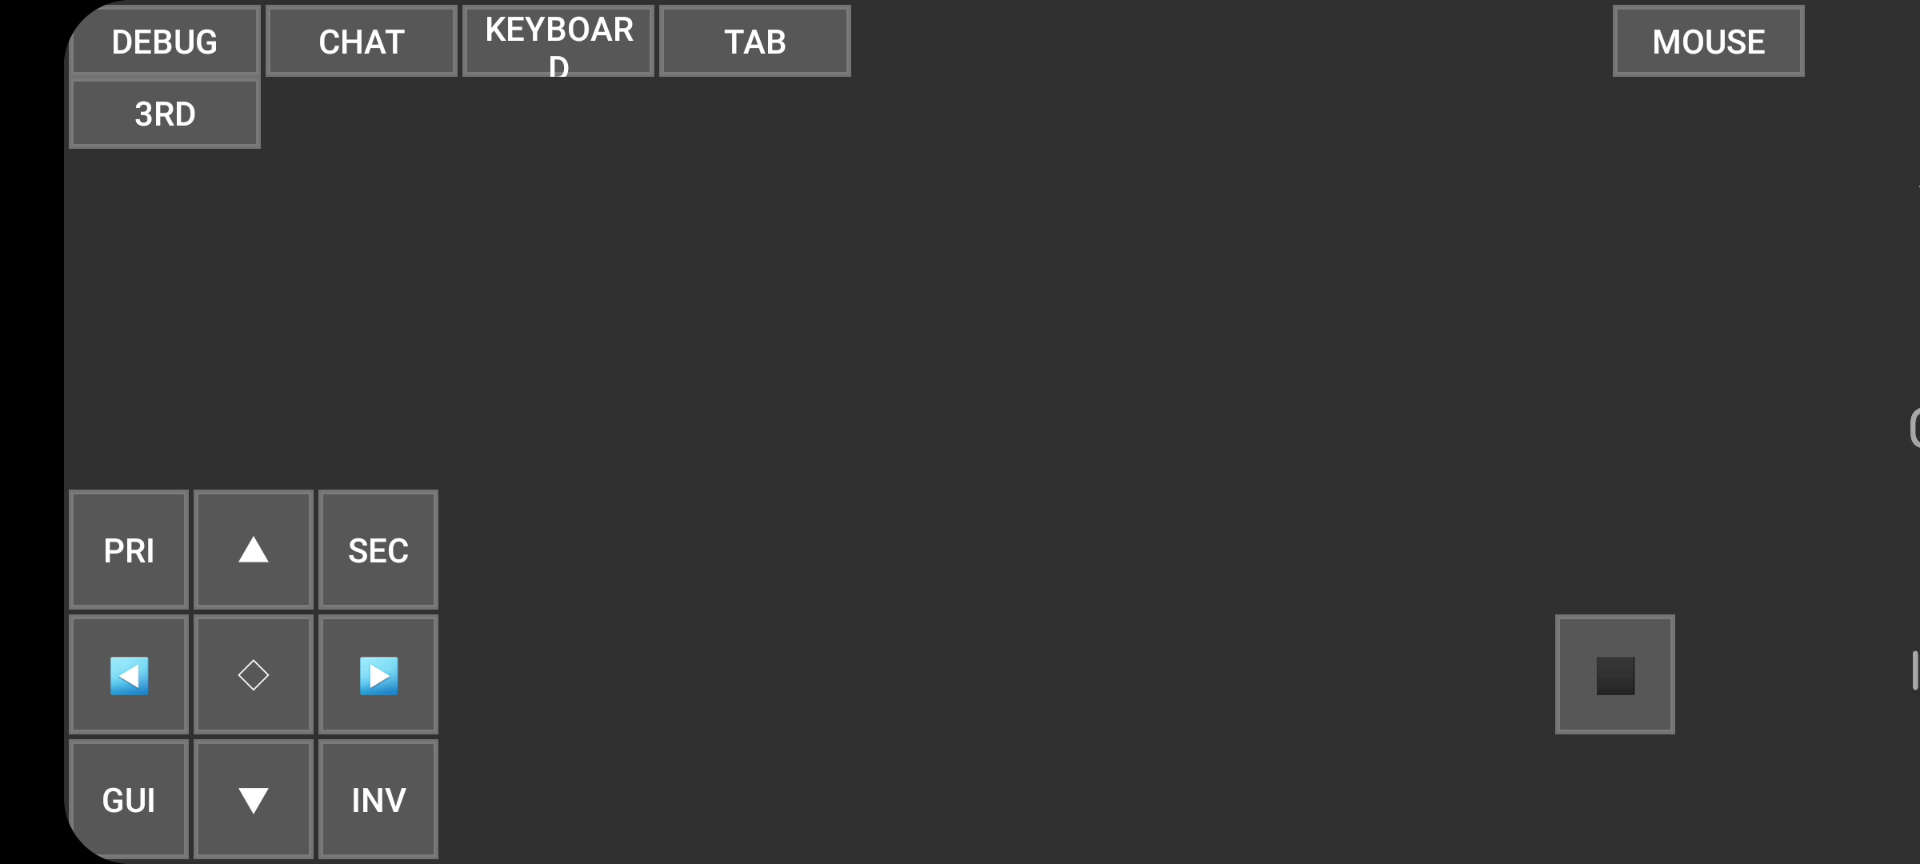 DEBUG
CHAT
KEYBOAR
D
TAB
MOUSE
3RD
PRI
▲
SEC
◀
◇
▶
GUI
▼
INV